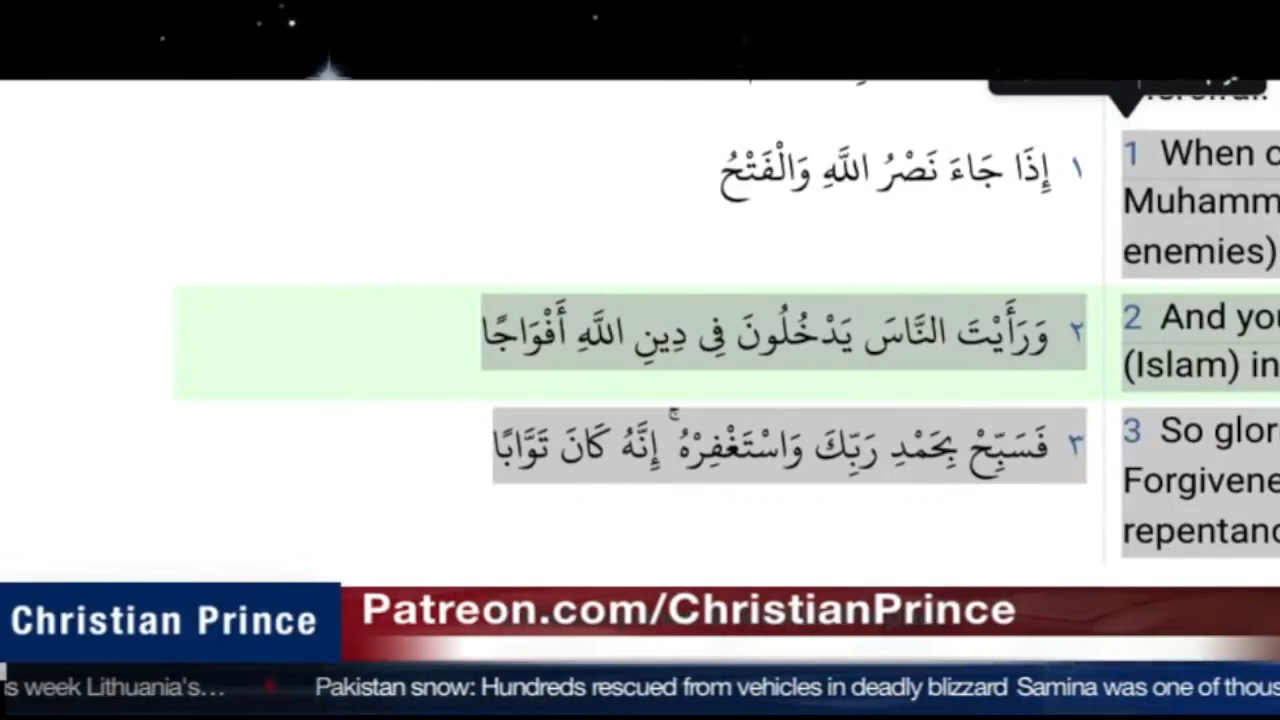 ١ إِذَا جَاءَ نَصْرُ اللَّهِ وَالْفَتْحُ
٢ وَرَأَيْتَ النَّاسَ يَدْخُلُونَ فِى دِينِ اللَّهِ أَفْوَاجًا
٣ فَسَبِّحْ بِحَمْدِ رَبِّكَ وَاسْتَغْفِرْهُ ۚ إِنَّهُ كَانَ تَوَّابًا
1 When
Muhamm
enemies)
2 And you
(Islam) in
3 So glor
Forgivene
repentanc
Christian Prince
Patreon.com/ChristianPrince
s week Lithuania's... Pakistan snow: Hundreds rescued from vehicles in deadly blizzard Samina was one of thous